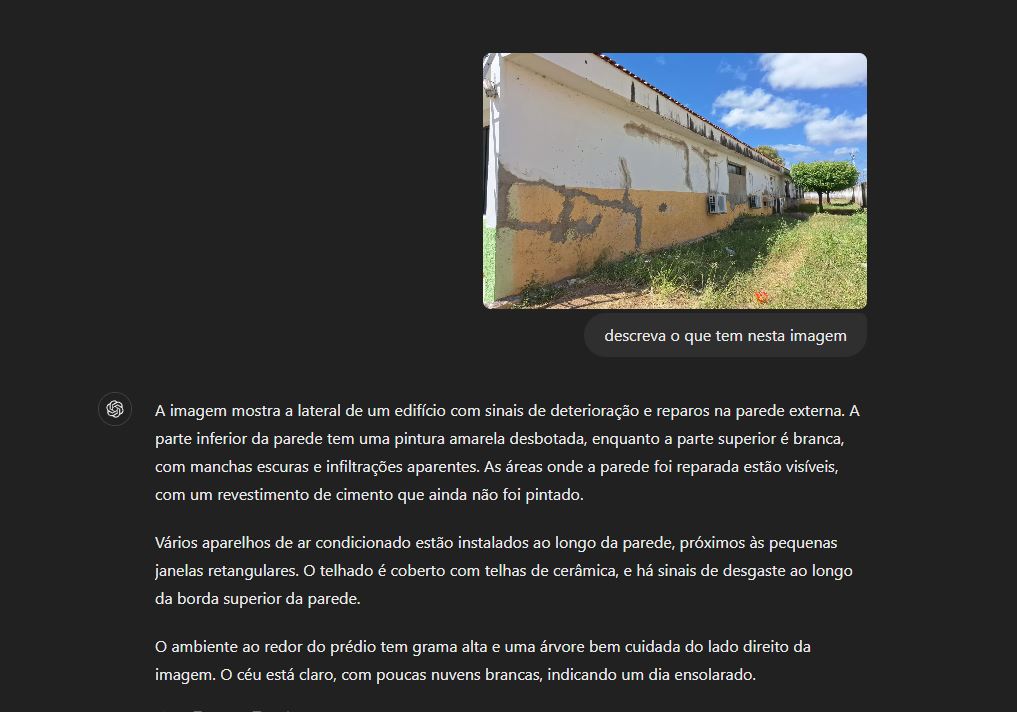 descreva o que tem nesta imagem
A imagem mostra a lateral de um edifício com sinais de deterioração e reparos na parede externa. A
parte inferior da parede tem uma pintura amarela desbotada, enquanto a parte superior é branca,
com manchas escuras e infiltrações aparentes. As áreas onde a parede foi reparada estão visíveis,
com um revestimento de cimento que ainda não foi pintado.
Vários aparelhos de ar condicionado estão instalados ao longo da parede, próximos às pequenas
janelas retangulares. O telhado é coberto com telhas de cerâmica, e há sinais de desgaste ao longo
da borda superior da parede.
O ambiente ao redor do prédio tem grama alta e uma árvore bem cuidada do lado direito da
imagem. O céu está claro, com poucas nuvens brancas, indicando um dia ensolarado.